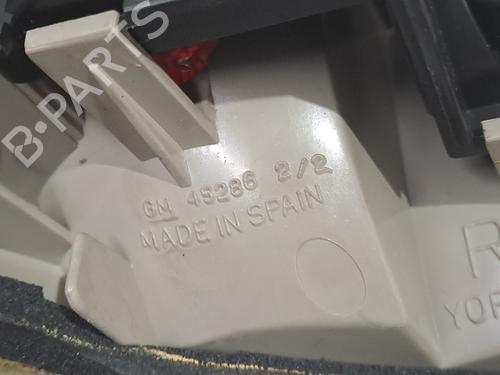 B-PARTS
GM 45286 2/2
MADE IN SPAIN
R
YOR